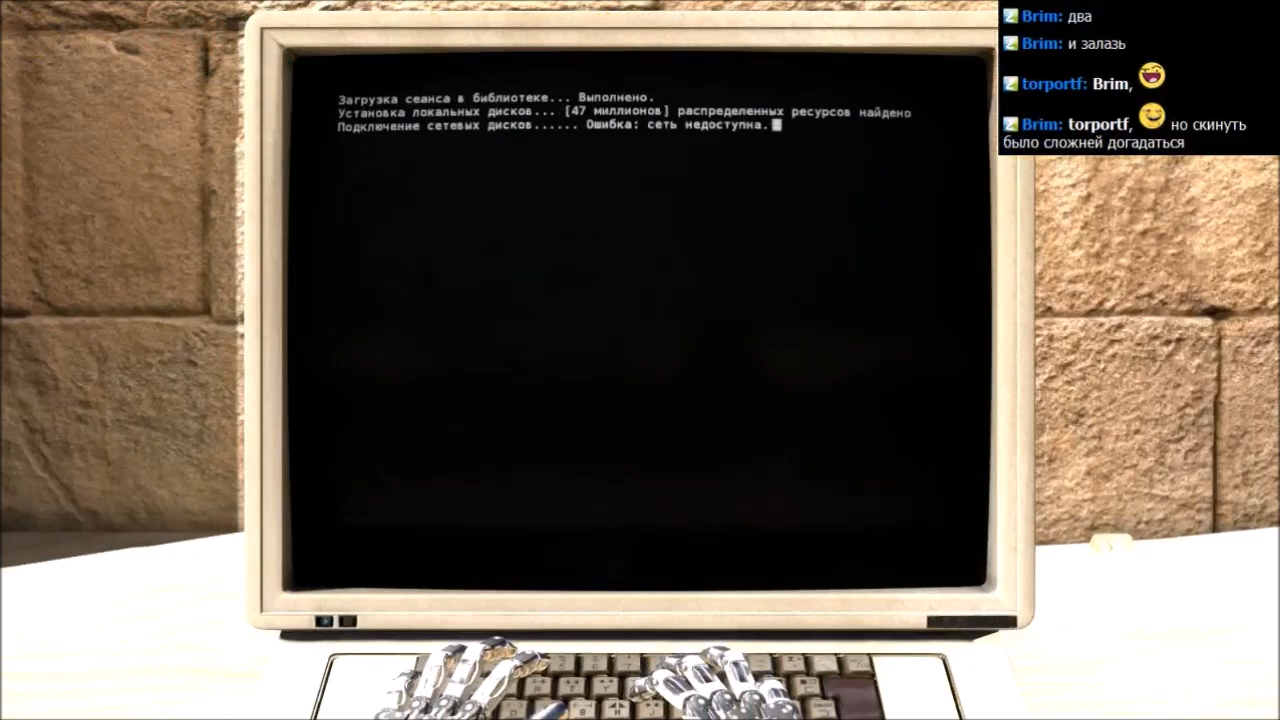 Загрузка сеанса в библиотеке... Выполнено.
Установка локальных дисков... [47 миллионов] распределенных ресурсов найдено
Подключение сетевых дисков...... Ошибка: сеть недоступна.
Brim: два
Brim: и залазь
torportf: Brim,
Brim: torportf, но скинуть
было сложней догадаться